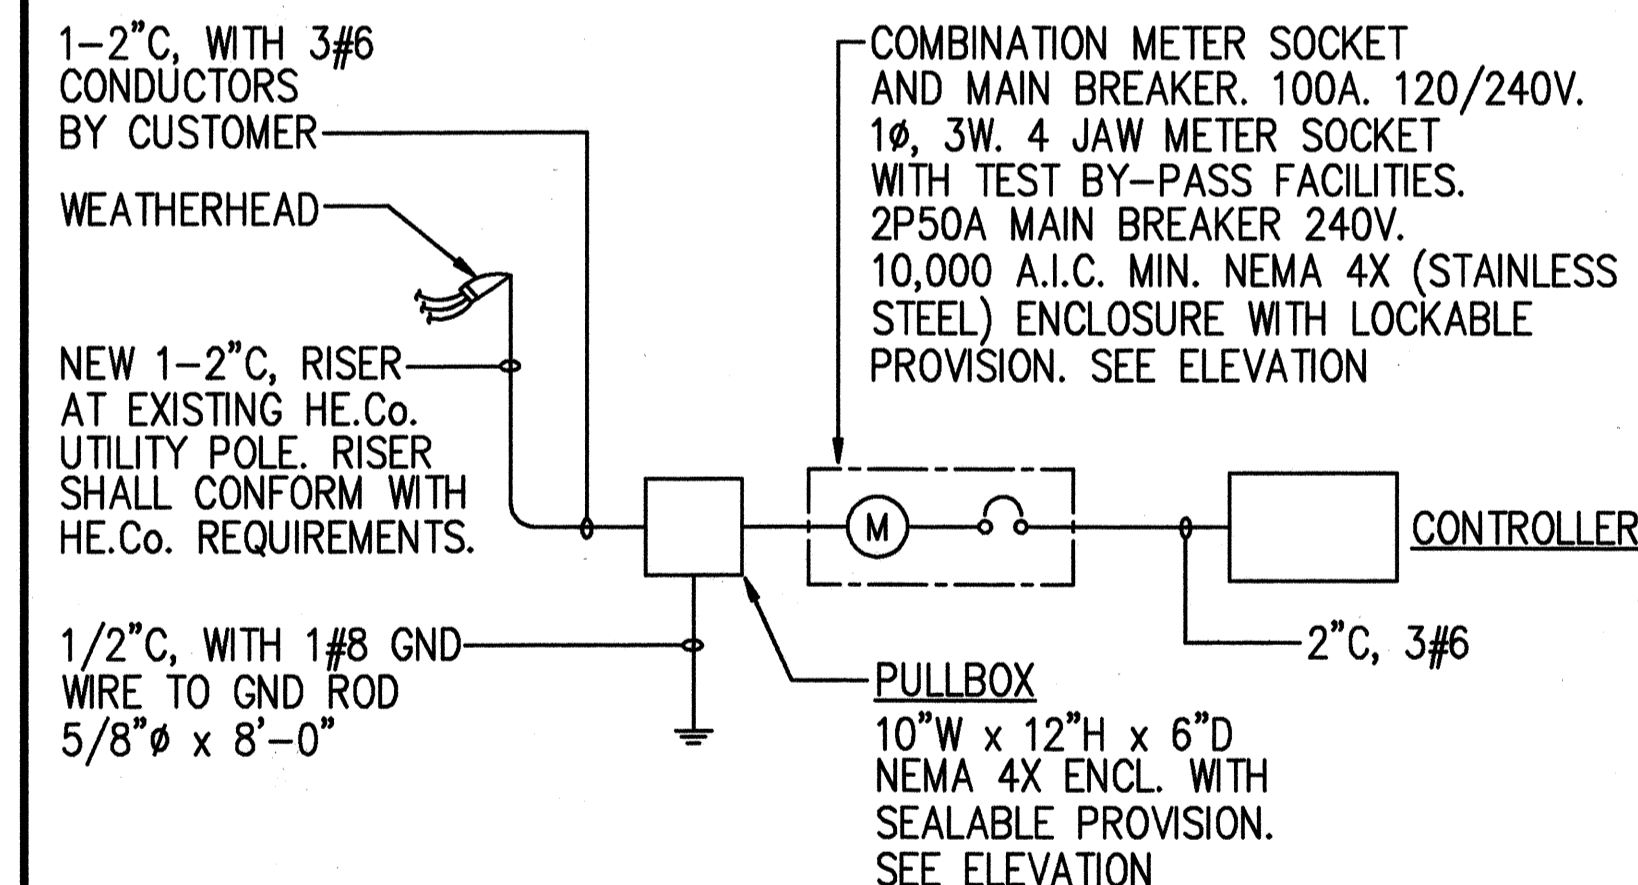 1-2"C, WITH 3#6
CONDUCTORS
BY CUSTOMER
WEATHERHEAD
NEW 1-2"C, RISER
AT EXISTING HE.Co.
UTILITY POLE. RISER
SHALL CONFORM WITH
HE.Co. REQUIREMENTS.
1/2"C, WITH 1#8 GND
WIRE TO GND ROD
5/8"ø x 8'-0"
COMBINATION METER SOCKET
AND MAIN BREAKER. 100A. 120/240V.
1ø, 3W. 4 JAW METER SOCKET
WITH TEST BY-PASS FACILITIES.
2P50A MAIN BREAKER 240V.
10,000 A.I.C. MIN. NEMA 4X (STAINLESS
STEEL) ENCLOSURE WITH LOCKABLE
PROVISION. SEE ELEVATION
M
CONTROLLER
2"C, 3#6
PULLBOX
10"W x 12"H x 6"D
NEMA 4X ENCL. WITH
SEALABLE PROVISION.
SEE ELEVATION